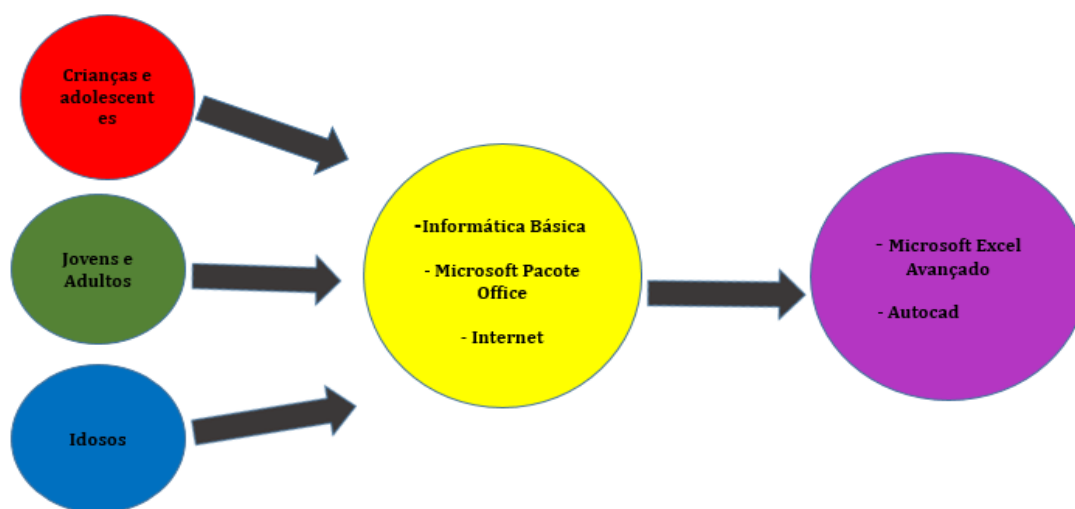 Crianças e
adolescent
es
Jovens e
Adultos
Idosos
-Informática Básica
- Microsoft Pacote
Office
- Internet
- Microsoft Excel
Avançado
- Autocad